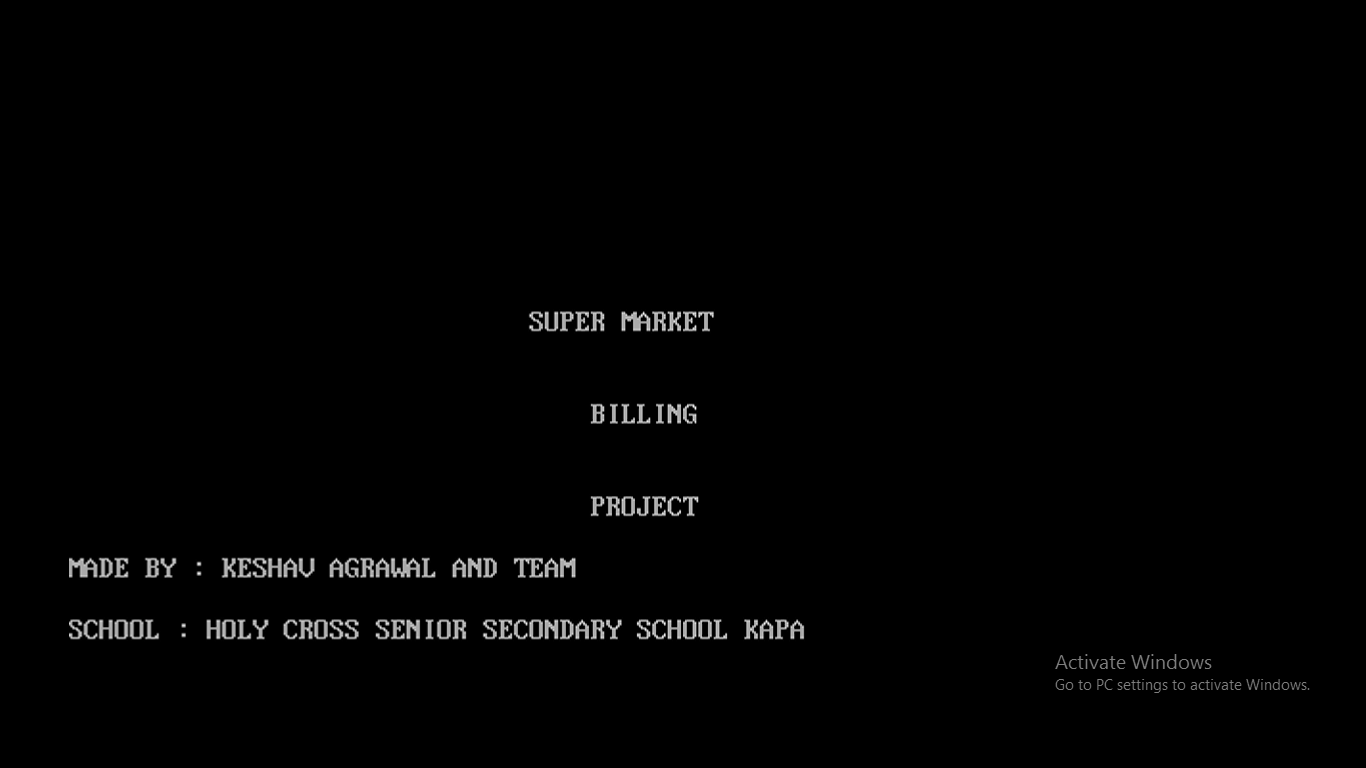 SUPER MARKET
BILLING
PROJECT
MADE BY : KESHAV AGRAWAL AND TEAM
SCHOOL : HOLY CROSS SENIOR SECONDARY SCHOOL KAPA
Activate Windows
Go to PC settings to activate Windows.